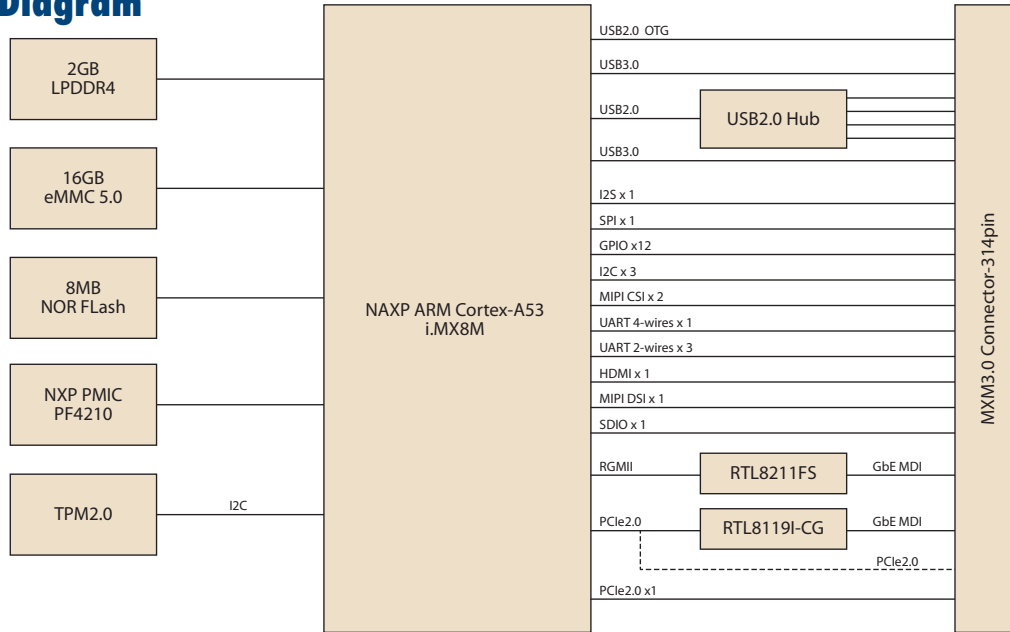 Diagram
2GB
LPDDR4
16GB
eMMC 5.0
8MB
NOR FLash
NXP PMIC
PF4210
TPM2.0
I2C
NAXP ARM Cortex-A53
i.MX8M
USB2.0 OTG
USB3.0
USB2.0
USB2.0 Hub
USB3.0
I2S x 1
SPI x 1
GPIO x12
I2C x 3
MIPI CSI x 2
UART 4-wires x 1
UART 2-wires x 3
HDMI x 1
MIPI DSI x 1
SDIO x 1
RGMII
RTL8211FS
GbE MDI
PCIe2.0
RTL8119I-CG
GbE MDI
PCIe2.0
PCIe2.0 x1
MXM3.0 Connector-314pin